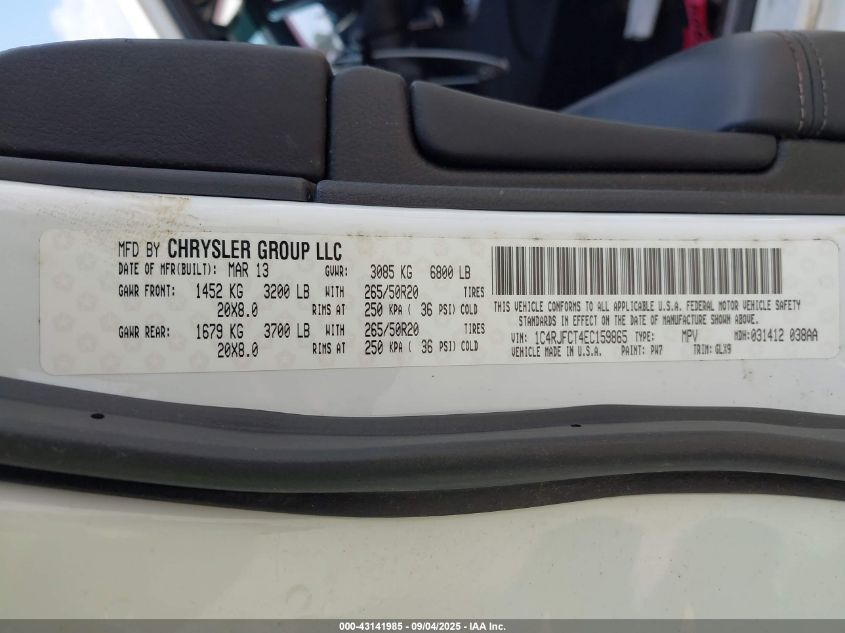 MFD BY CHRYSLER GROUP LLC
DATE OF MFR(BUILT): MAR 13 GVWR: 3085 KG 6800 LB
GAWR FRONT: 1452 KG 3200 LB WITH 265/50R20 TIRES
20X8.0 RIMS AT 250 KPA ( 36 PSI) COLD
GAWR REAR: 1679 KG 3700 LB WITH 265/50R20 TIRES
20X8.0 RIMS AT 250 KPA ( 36 PSI) COLD
THIS VEHICLE CONFORMS TO ALL APPLICABLE U.S.A. FEDERAL MOTOR VEHICLE SAFETY
STANDARDS IN EFFECT ON THE DATE OF MANUFACTURE SHOWN ABOVE.
VIN: 1C4RJFCT4EC159865 TYPE: MPV MDH:031412 038AA
VEHICLE MADE IN U.S.A. PAINT: PW7 TRIM: GLX9
000-43141985 - 09/04/2025 - IAA Inc.